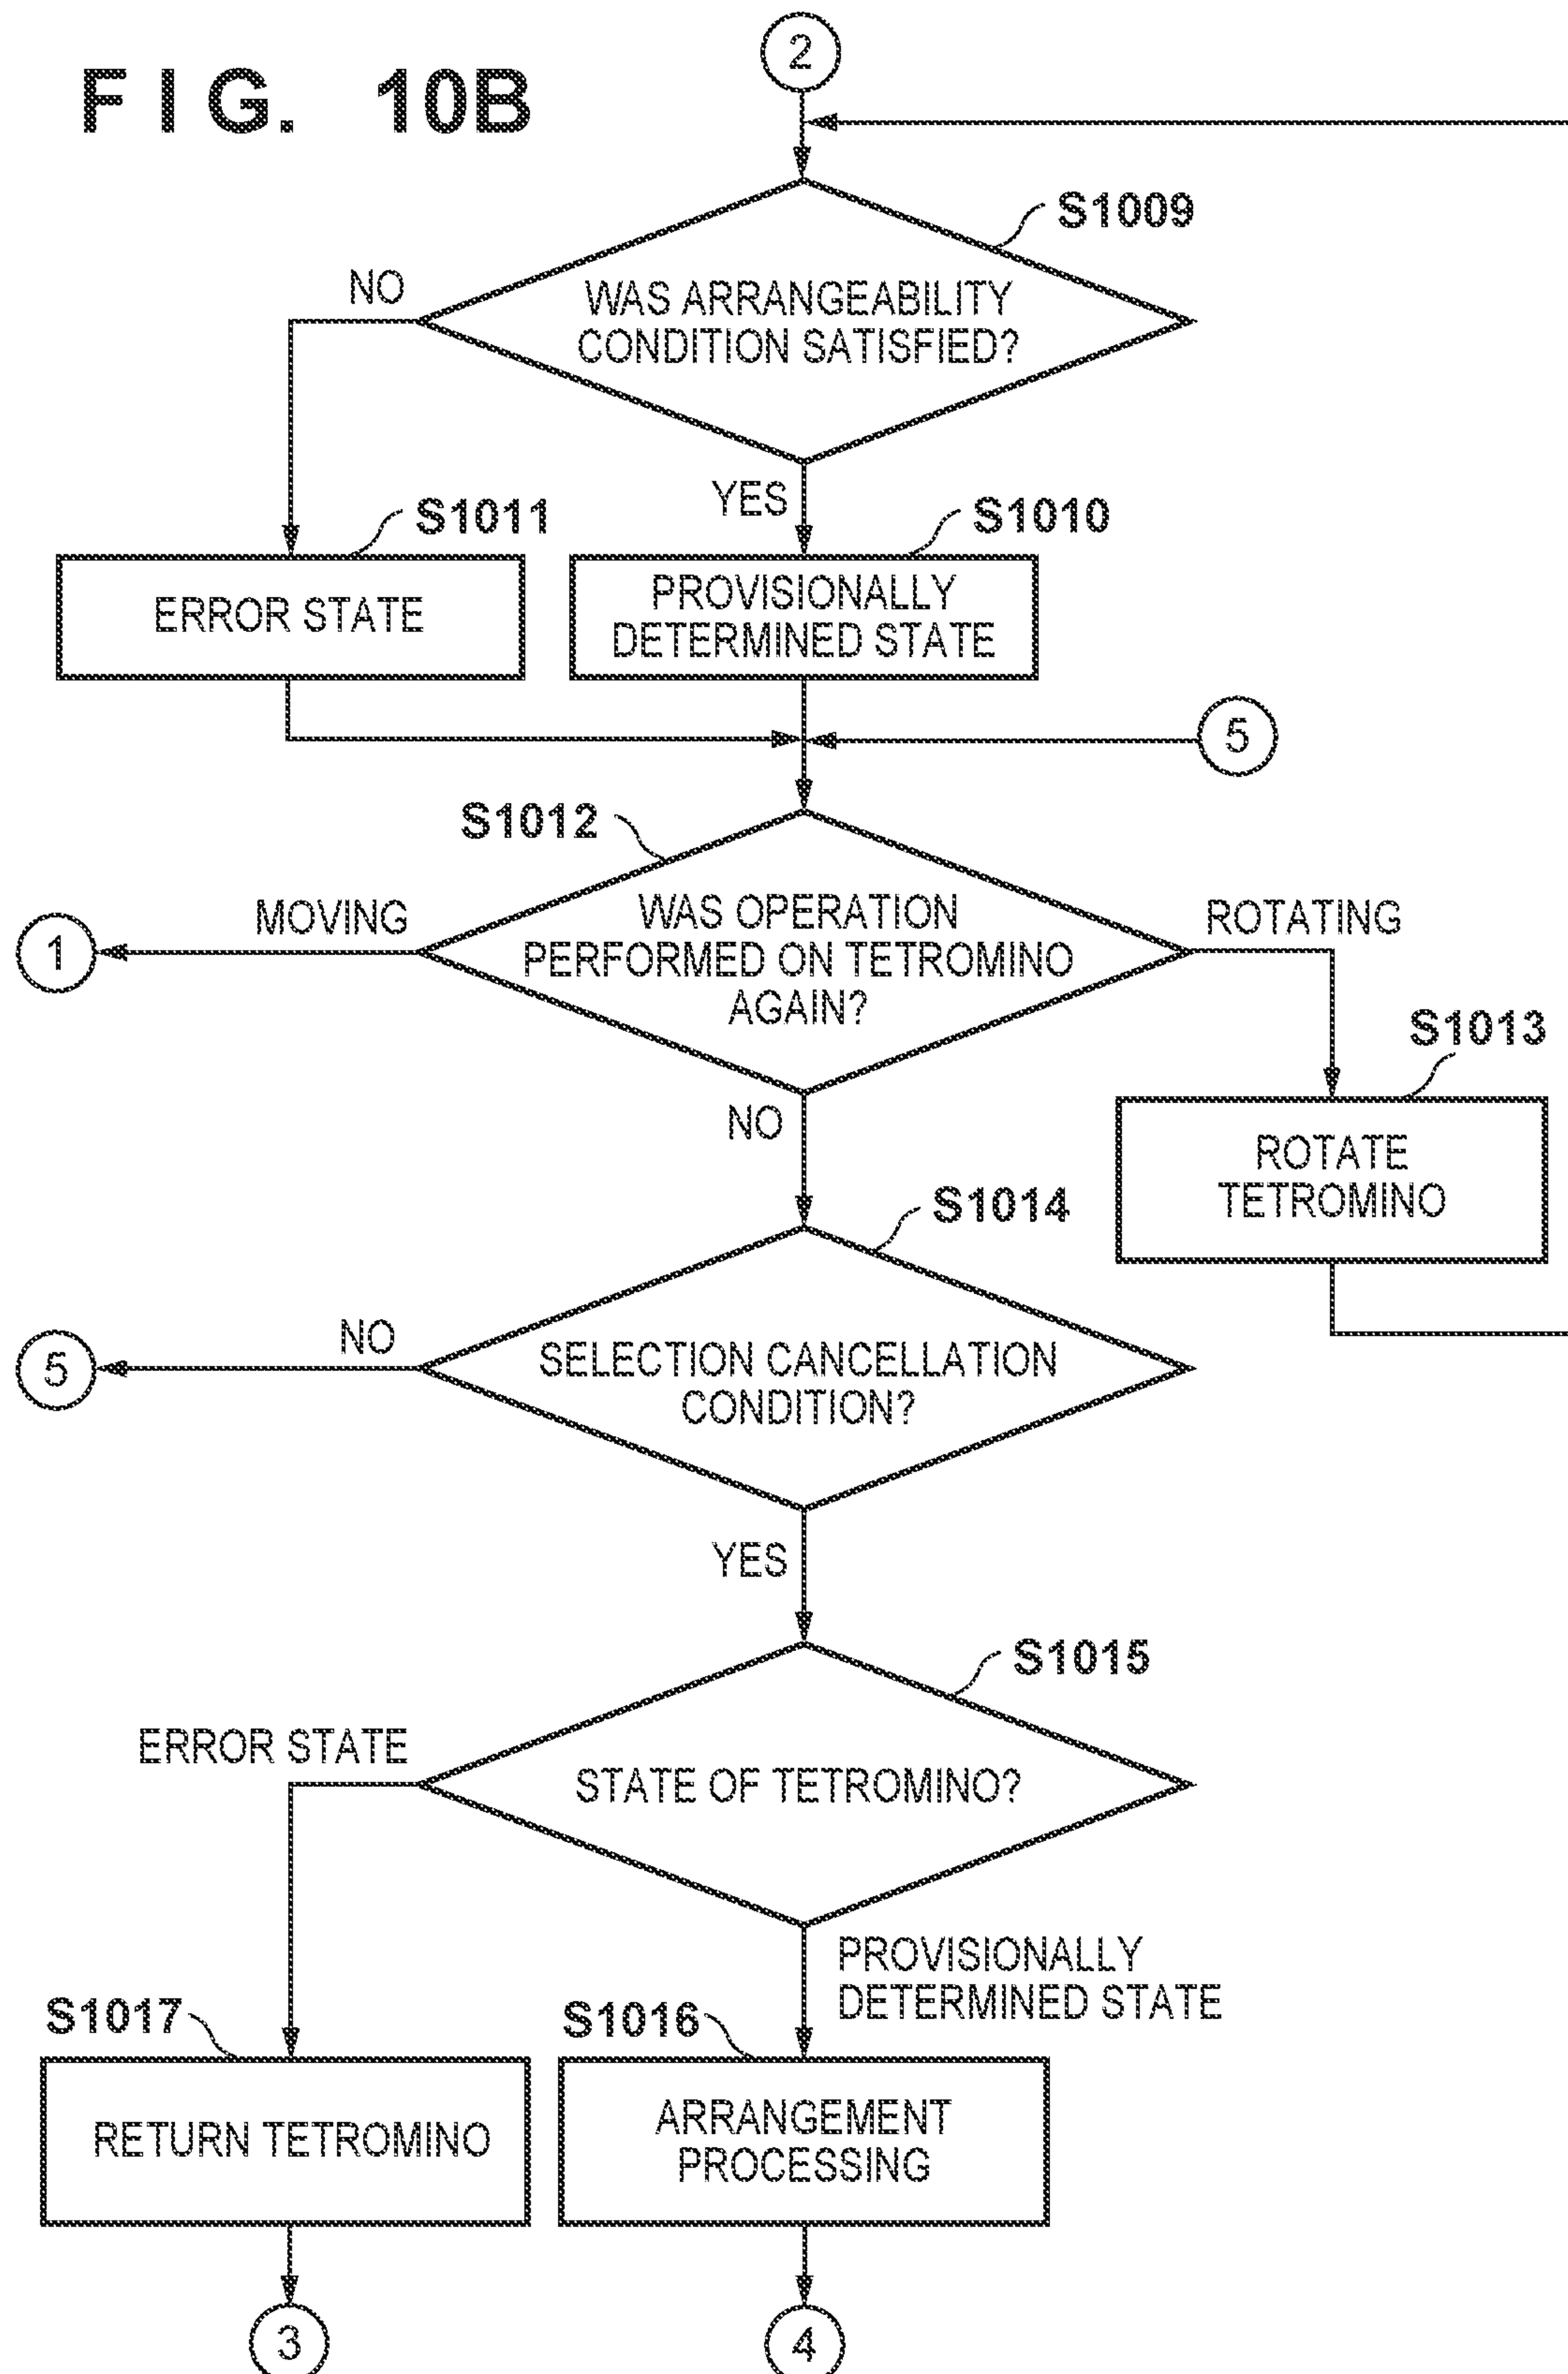 FIG. 10B
2
S1009
NO
WAS ARRANGEABILITY
CONDITION SATISFIED?
YES
S1011
S1010
ERROR STATE
PROVISIONALLY
DETERMINED STATE
5
S1012
MOVING
ROTATING
1
WAS OPERATION
PERFORMED ON TETROMINO
AGAIN?
S1013
NO
ROTATE
TETROMINO
S1014
NO
5
SELECTION CANCELLATION
CONDITION?
YES
S1015
ERROR STATE
STATE OF TETROMINO?
PROVISIONALLY
DETERMINED STATE
S1017
S1016
RETURN TETROMINO
ARRANGEMENT
PROCESSING
3
4